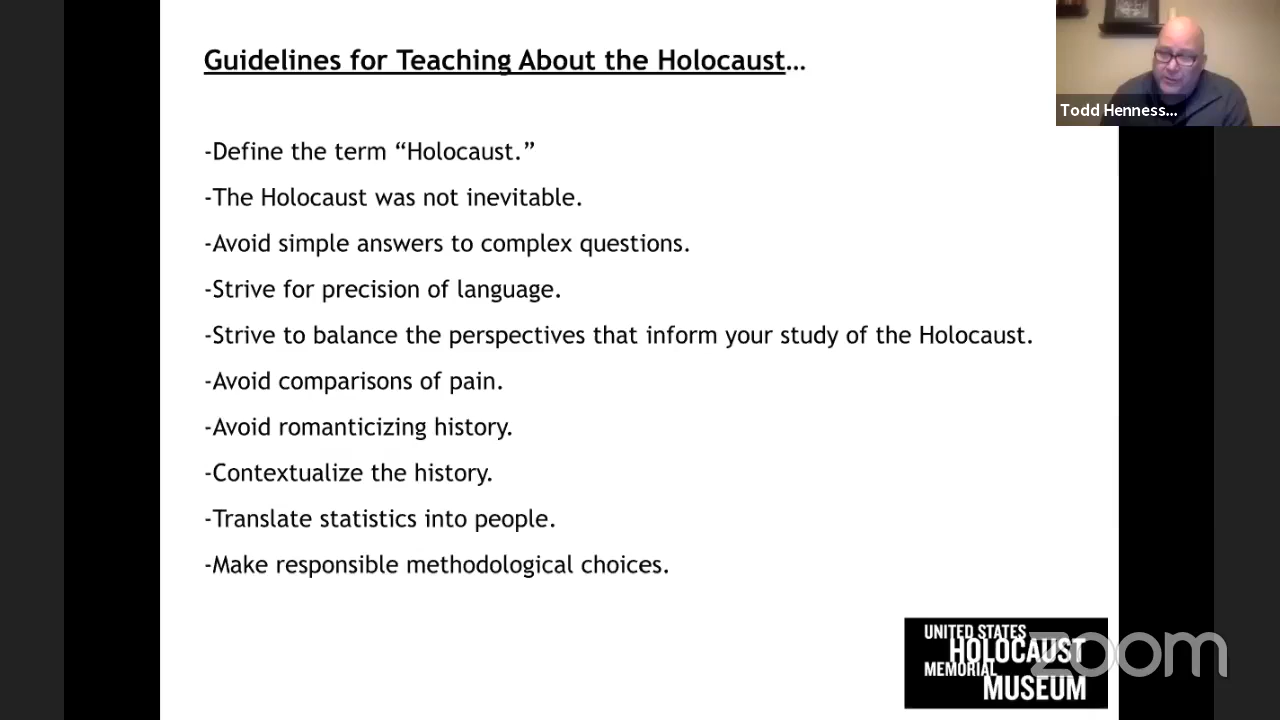 Guidelines for Teaching About the Holocaust…
Todd Henness...
-Define the term “Holocaust.”
-The Holocaust was not inevitable.
-Avoid simple answers to complex questions.
-Strive for precision of language.
-Strive to balance the perspectives that inform your study of the Holocaust.
-Avoid comparisons of pain.
-Avoid romanticizing history.
-Contextualize the history.
-Translate statistics into people.
-Make responsible methodological choices.
UNITED STATES
HOLOCAUST
MEMORIAL
MUSEUM
zoom